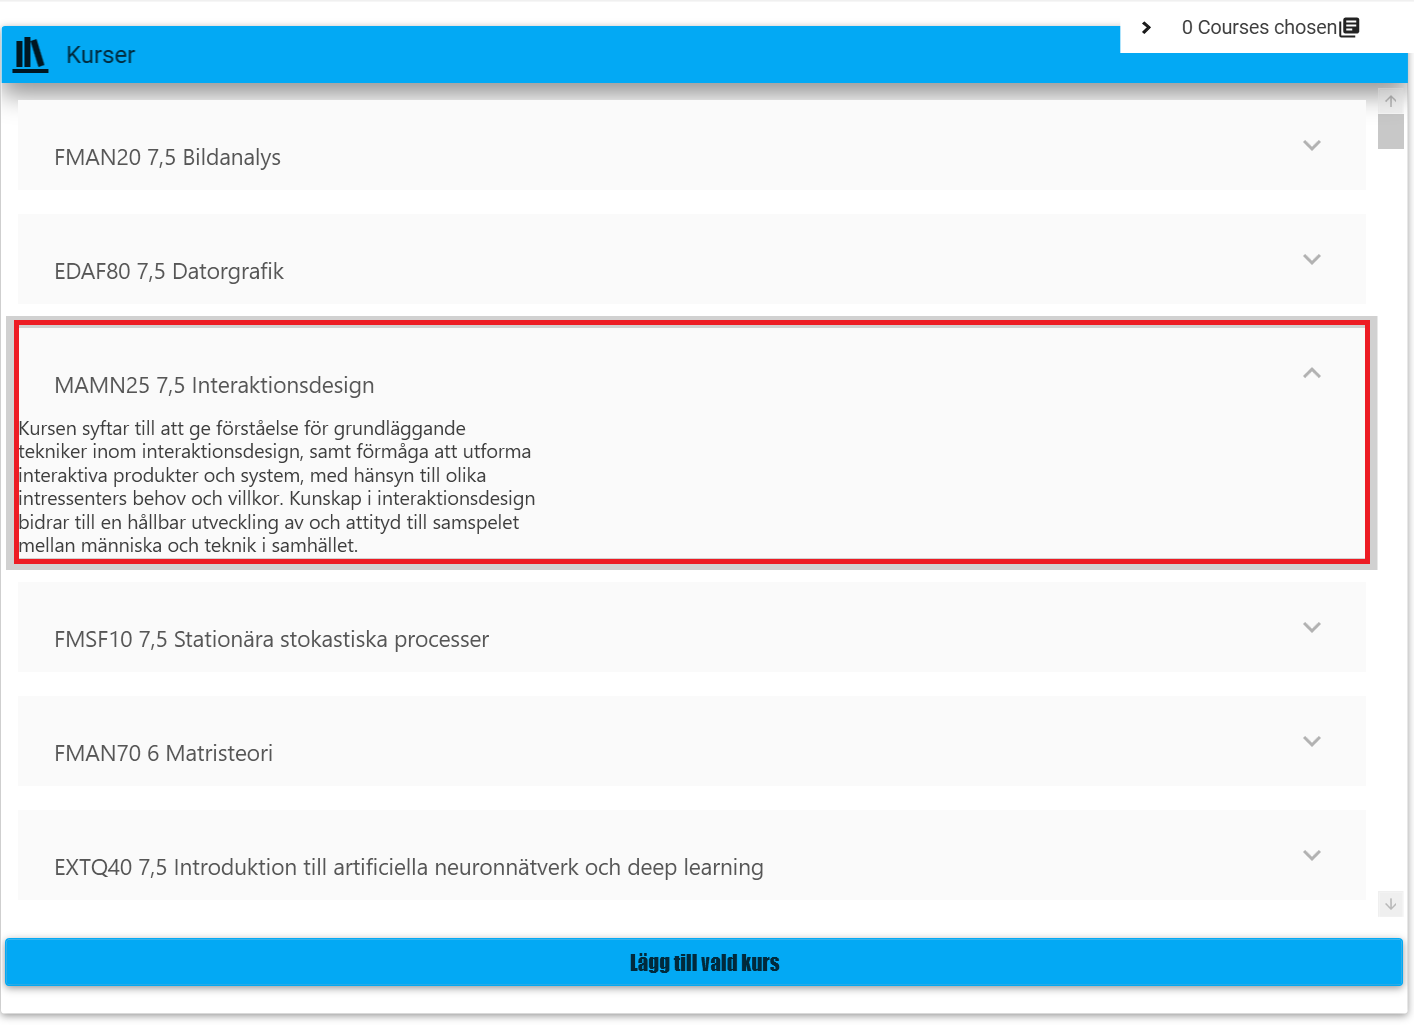 0 Courses chosen
Kurser
FMAN20 7,5 Bildanalys
EDAF80 7,5 Datorgrafik
MAMN25 7,5 Interaktionsdesign
Kursen syftar till att ge förståelse för grundläggande
tekniker inom interaktionsdesign, samt förmåga att utforma
interaktiva produkter och system, med hänsyn till olika
intressenters behov och villkor. Kunskap i interaktionsdesign
bidrar till en hållbar utveckling av och attityd till samspelet
mellan människa och teknik i samhället.
FMSF10 7,5 Stationära stokastiska processer
FMAN70 6 Matristeori
EXTQ40 7,5 Introduktion till artificiella neuronnätverk och deep learning
Lägg till vald kurs